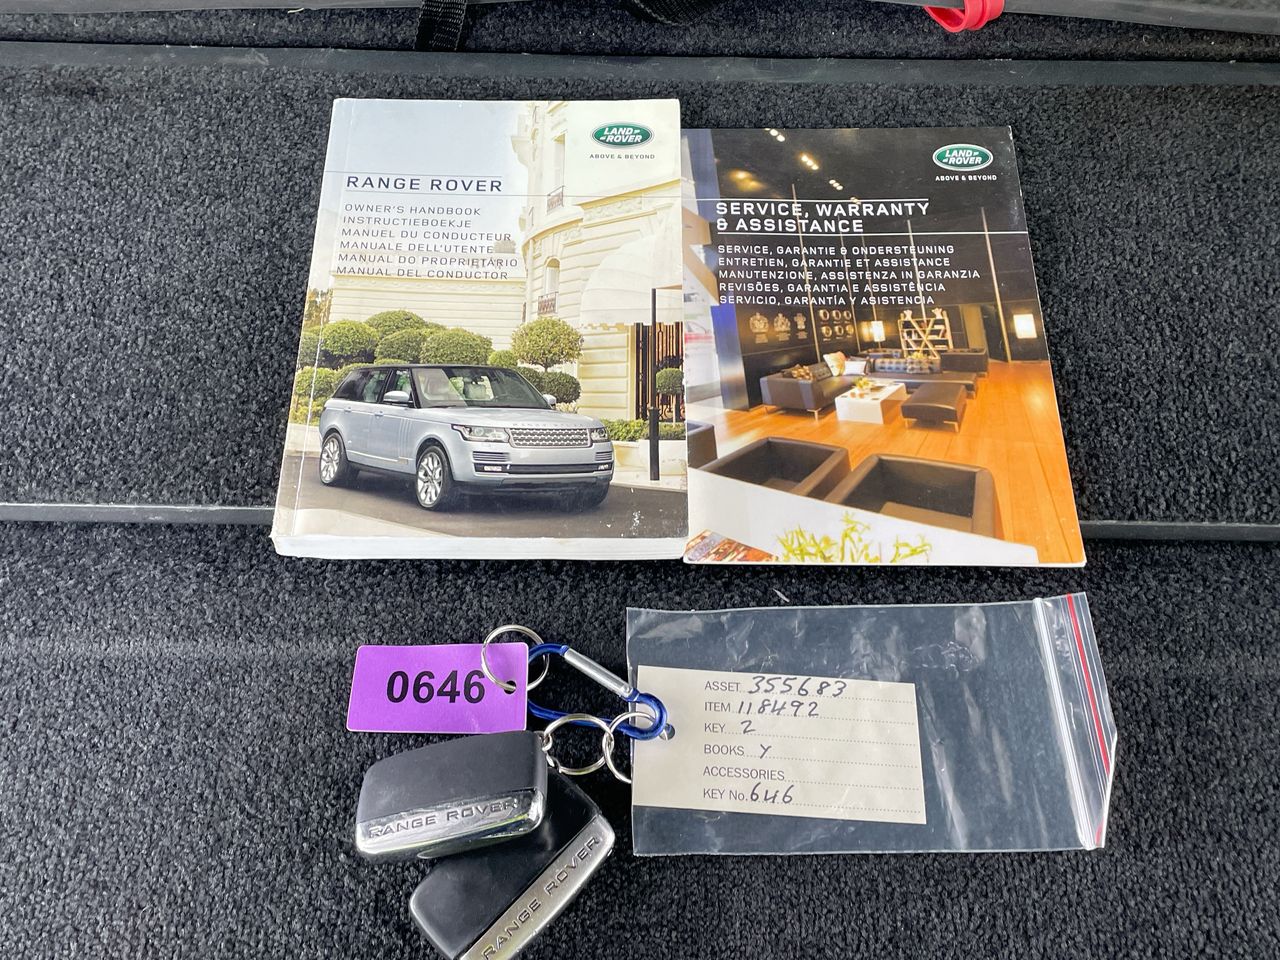 LAND ROVER
ABOVE & BEYOND
RANGE ROVER
OWNER'S HANDBOOK
INSTRUCTIEBOEKJE
MANUEL DU CONDUCTEUR
MANUALE DELL'UTENTE
MANUAL DO PROPRIETÁRIO
MANUAL DEL CONDUCTOR
LAND ROVER
ABOVE & BEYOND
SERVICE, WARRANTY
& ASSISTANCE
SERVICE, GARANTIE & ONDERSTEUNING
ENTRETIEN, GARANTIE ET ASSISTANCE
MANUTENZIONE, ASSISTENZA IN GARANZIA
REVISÕES, GARANTIA E ASSISTÊNCIA
SERVICIO, GARANTÍA Y ASISTENCIA
0646
RANGE ROVER
RANGE ROVER
ASSET 355683
ITEM 118492
KEY 2
BOOKS Y
ACCESSORIES
KEY No. 646